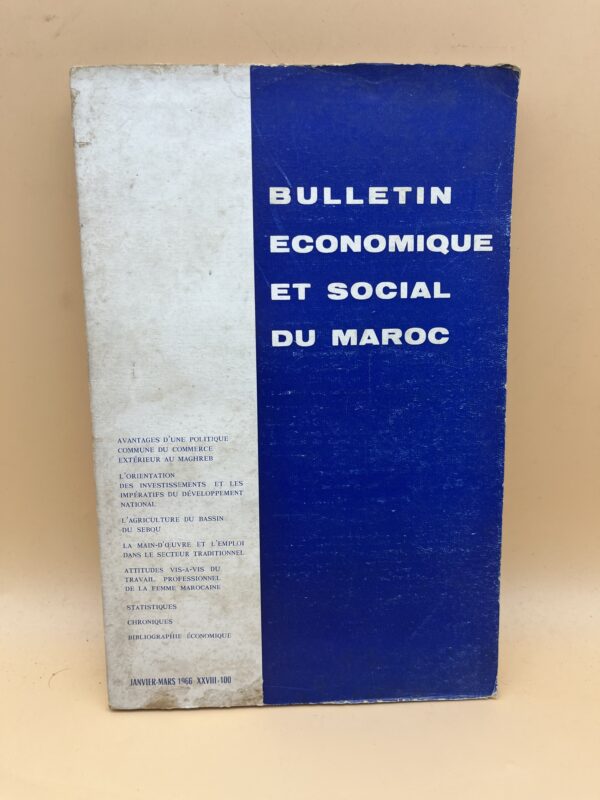 BULLETIN
ECONOMIQUE
ET SOCIAL
DU MAROC
AVANTAGES D'UNE POLITIQUE
COMMUNE DU COMMERCE
EXTÉRIEUR AU MAGHREB
L'ORIENTATION
DES INVESTISSEMENTS ET LES
IMPÉRATIFS DU DÉVELOPPEMENT
NATIONAL
L'AGRICULTURE DU BASSIN
DU SEBOU
LA MAIN-D'ŒUVRE ET L'EMPLOI
DANS LE SECTEUR TRADITIONNEL
ATTITUDES VIS-A-VIS DU
TRAVAIL PROFESSIONNEL
DE LA FEMME MAROCAINE
STATISTIQUES
CHRONIQUES
BIBLIOGRAPHIE ÉCONOMIQUE
JANVIER-MARS 1966 XXVIII-100